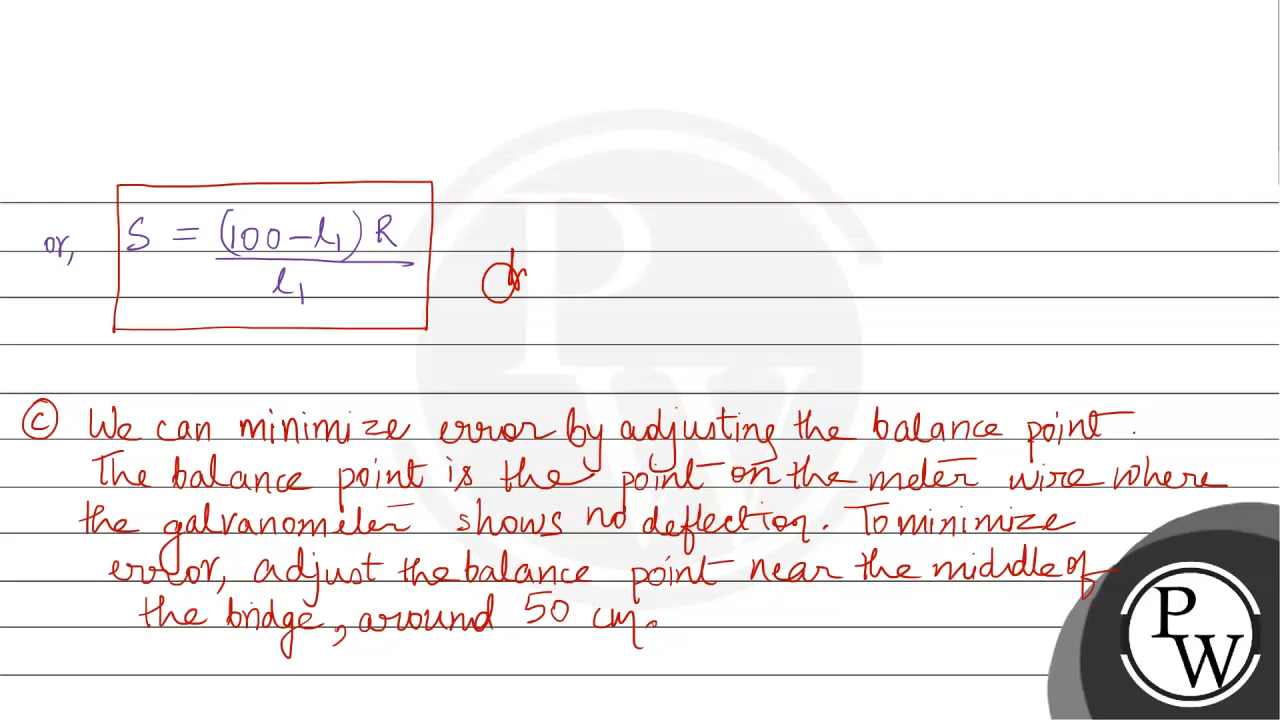 or, S = (100 - l₁) R / l₁
Ⓒ We can minimize error by adjusting the balance point.
The balance point is the point on the meter wire where
the galvanometer shows no deflection. To minimize
error, adjust the balance point near the middle of
the bridge, around 50 cm.
PW
PW